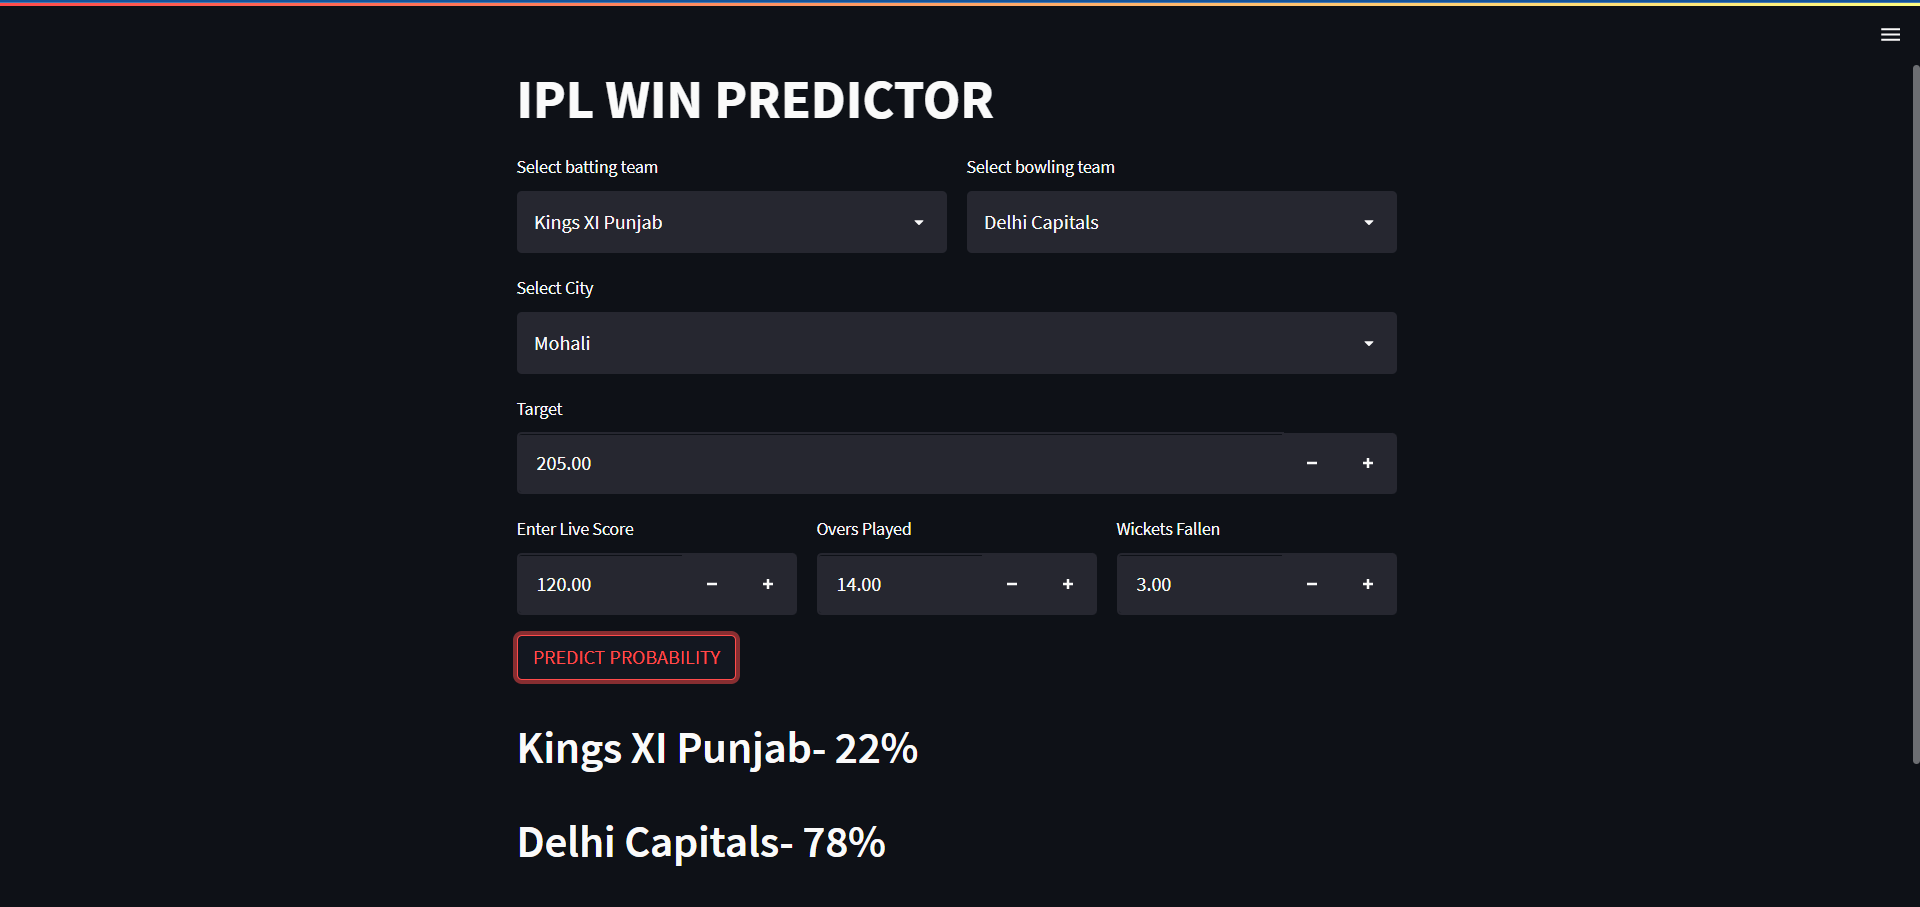 IPL WIN PREDICTOR
Select batting team
Select bowling team
Kings XI Punjab
Delhi Capitals
Select City
Mohali
Target
205.00
Enter Live Score
Overs Played
Wickets Fallen
120.00
14.00
3.00
PREDICT PROBABILITY
Kings XI Punjab- 22%
Delhi Capitals- 78%